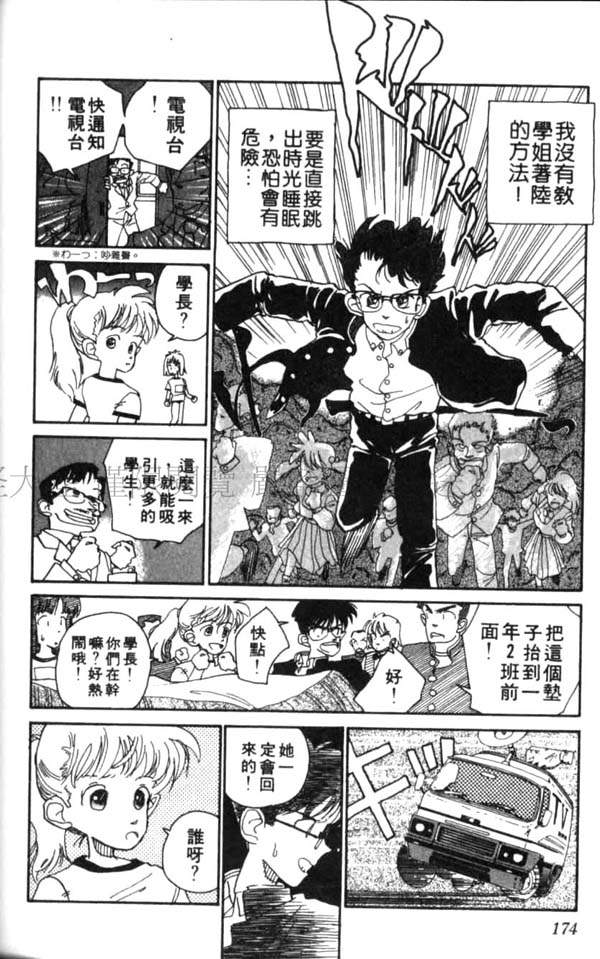 我沒有教
學姐著陸
的方法！
要是直接跳
出時光睡眠
，恐怕會有
危險…
電視台
！
快通知
電視台
!!
※わーっ：吵雜聲。
學長？
這麼一來
，就能吸
引更多的
學生！
把這個墊
子抬到一
年2班前
面！
好！
快點！
學長！
你們在幹
嘛？好熱
鬧哦！
她一
定會回
來的！
誰呀？
174